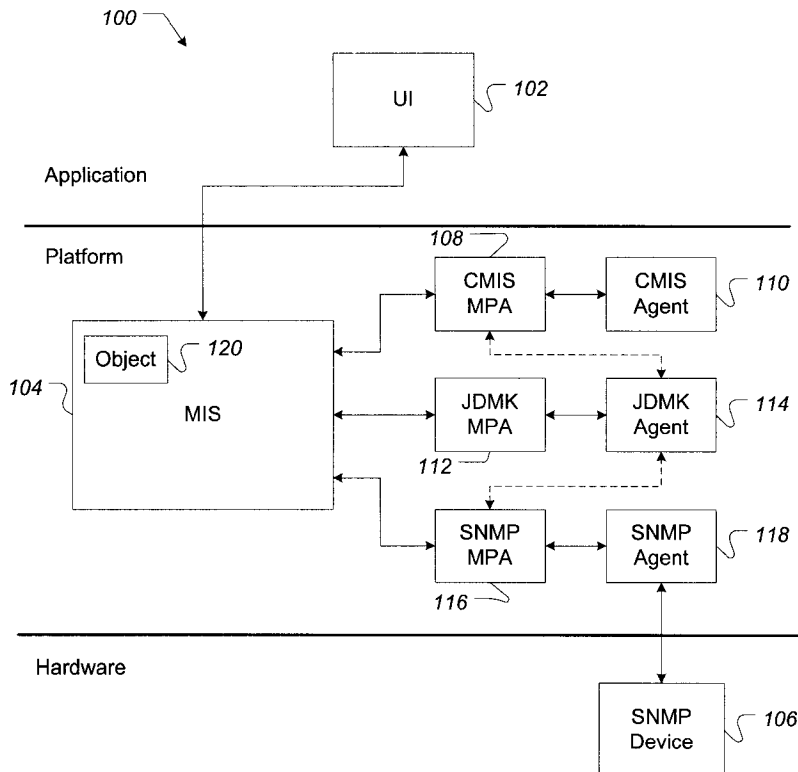 100
UI
102
Application
Platform
108
CMIS
MPA
CMIS
Agent
110
Object
120
104
MIS
JDMK
MPA
JDMK
Agent
114
112
SNMP
MPA
SNMP
Agent
118
116
Hardware
SNMP
Device
106